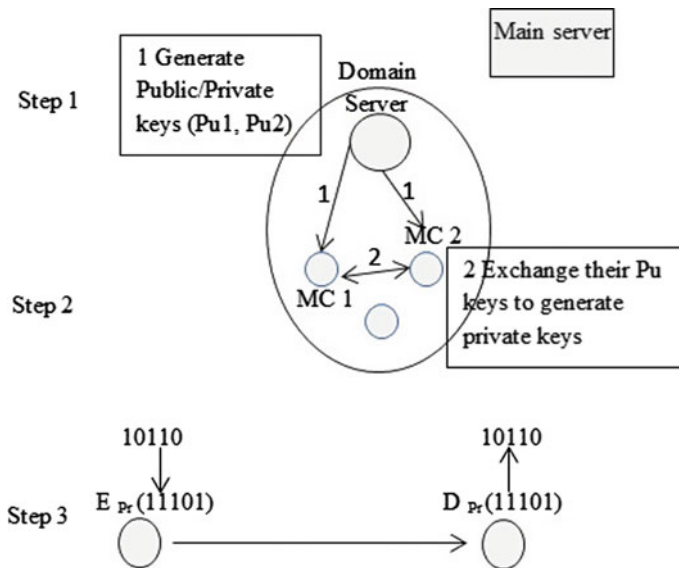 Main server
1 Generate
Public/Private
keys (Pu1, Pu2)
Step 1
Domain
Server
1
1
MC 2
2
MC 1
2 Exchange their Pu
keys to generate
private keys
Step 2
10110
10110
E Pr (11101)
D Pr (11101)
Step 3